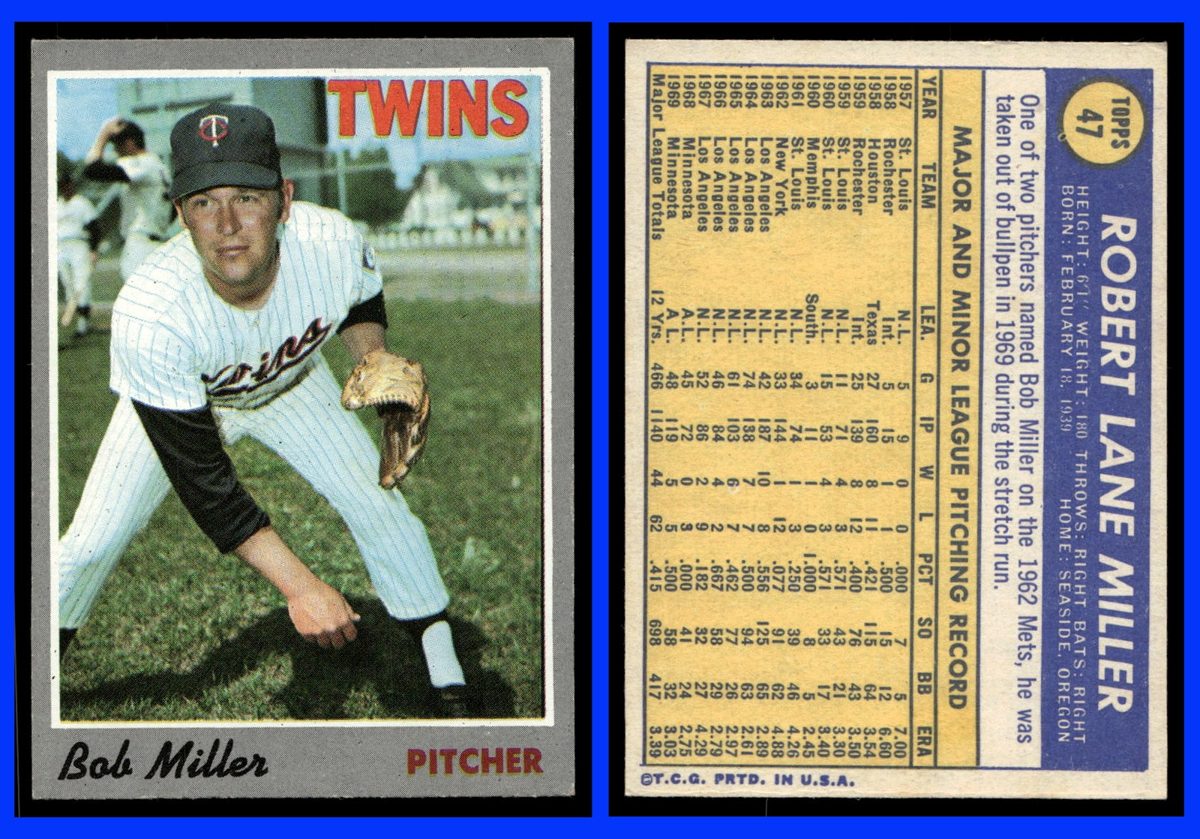 TWINS
Twins
Bob Miller
PITCHER
TOPPS
47
ROBERT LANE MILLER
HEIGHT: 6'1" WEIGHT: 180 THROWS: RIGHT BATS: RIGHT
BORN: FEBRUARY 18, 1939 HOME: SEASIDE, OREGON
One of two pitchers named Bob Miller on the 1962 Mets, he was
taken out of bullpen in 1969 during the stretch run.
MAJOR AND MINOR LEAGUE PITCHING RECORD
YEAR TEAM LEA. G IP W L PCT SO BB ERA
1957 St. Louis N.L. 5 9 0 0 .000 7 5 7.00
1958 Rochester Int. 5 15 1 1 .500 15 12 6.60
1958 Houston Texas 27 160 8 11 .421 115 64 3.54
1959 Rochester Int. 25 139 8 12 .400 76 43 3.50
1959 St. Louis N.L. 11 71 4 3 .571 43 21 3.30
1960 St. Louis N.L. 15 53 4 3 .571 33 17 3.40
1960 Memphis South. 3 11 1 0 1.000 8 5 2.45
1961 St. Louis N.L. 34 74 1 3 .250 39 46 4.26
1962 New York N.L. 33 144 1 12 .077 91 62 4.88
1963 Los Angeles N.L. 42 187 10 8 .556 125 65 2.89
1964 Los Angeles N.L. 74 138 7 7 .500 94 63 2.61
1965 Los Angeles N.L. 61 103 6 7 .462 77 26 2.97
1966 Los Angeles N.L. 46 84 4 2 .667 58 29 2.77
1967 Los Angeles N.L. 52 86 2 9 .182 32 27 4.29
1968 Minnesota A.L. 45 72 0 3 .000 41 24 2.75
1969 Minnesota A.L. 48 119 5 5 .500 58 32 3.03
Major League Totals 12 Yrs. 466 1140 44 62 .415 698 417 3.39
©T.C.G. PRTD. IN U.S.A.